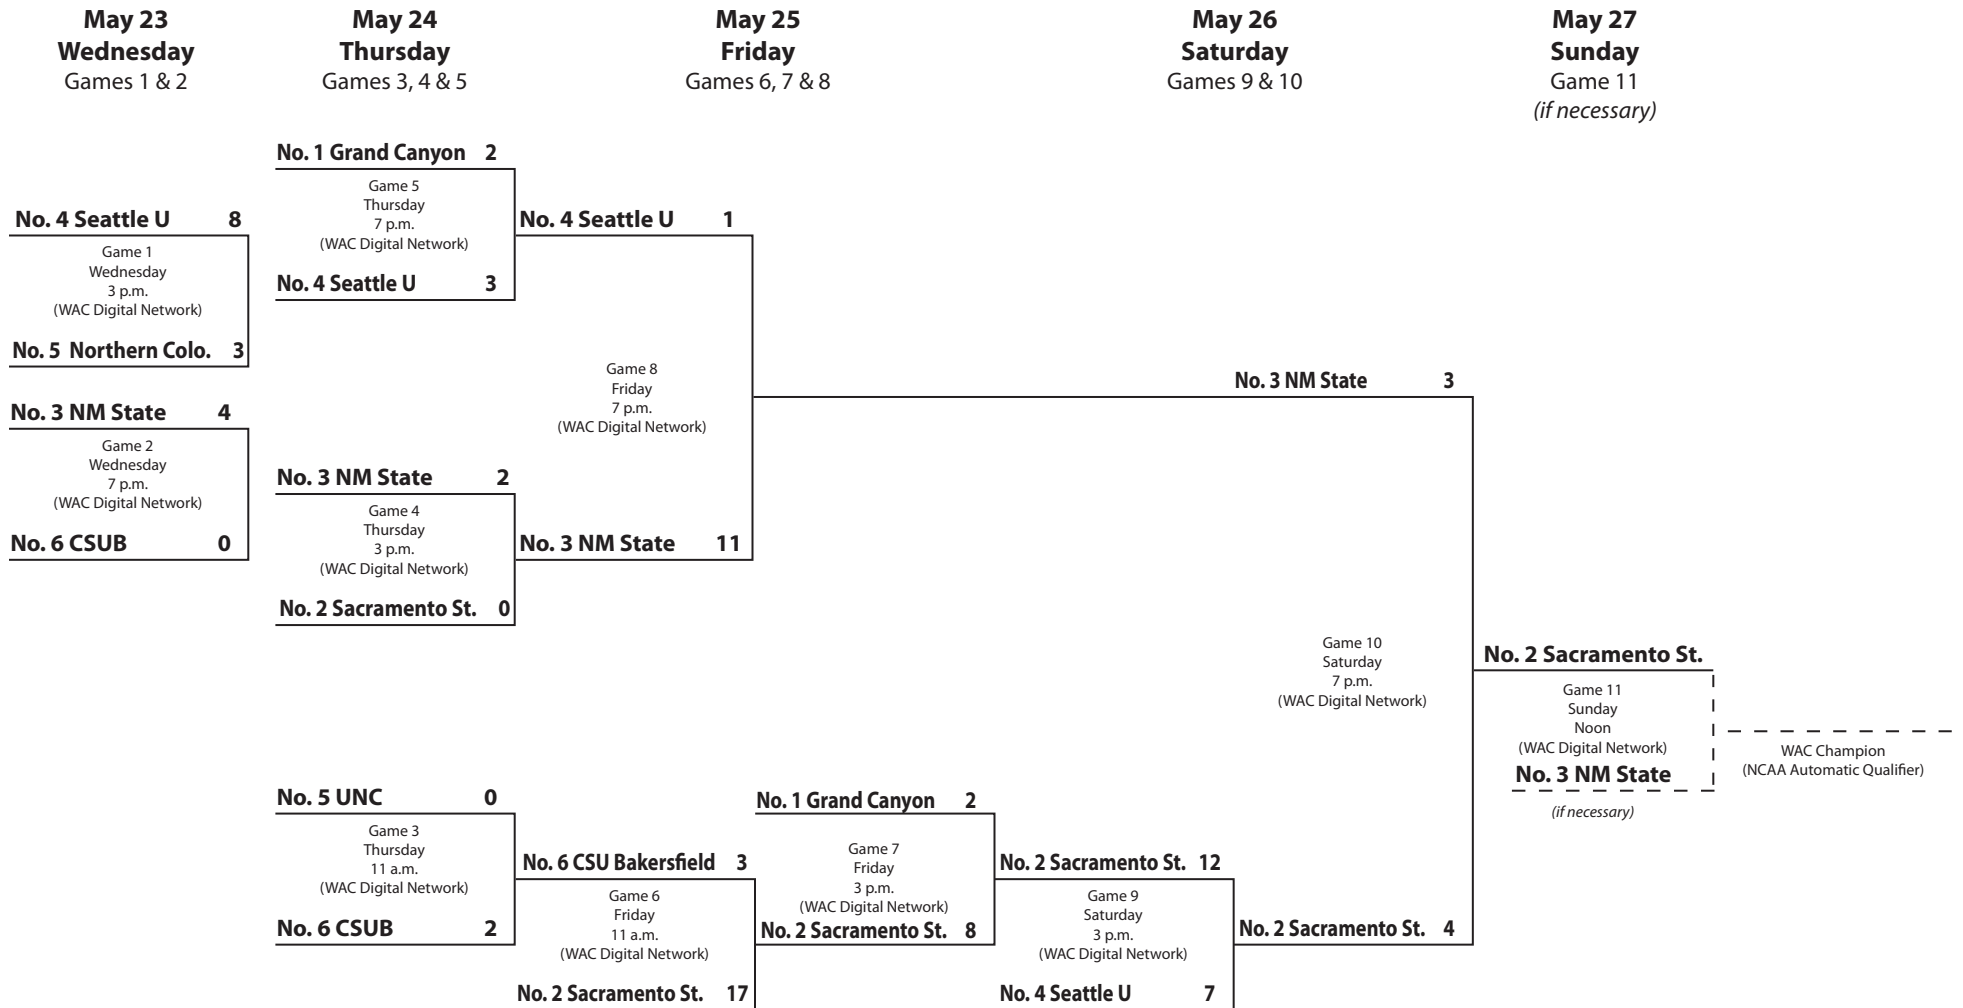 May 23
Wednesday
Games 1 & 2
May 24
Thursday
Games 3, 4 & 5
May 25
Friday
Games 6, 7 & 8
May 26
Saturday
Games 9 & 10
May 27
Sunday
Game 11
(if necessary)
No. 4 Seattle U 8
Game 1
Wednesday
3 p.m.
(WAC Digital Network)
No. 5 Northern Colo. 3
No. 3 NM State 4
Game 2
Wednesday
7 p.m.
(WAC Digital Network)
No. 6 CSUB 0
No. 1 Grand Canyon 2
Game 5
Thursday
7 p.m.
(WAC Digital Network)
No. 4 Seattle U 3
No. 3 NM State 2
Game 4
Thursday
3 p.m.
(WAC Digital Network)
No. 2 Sacramento St. 0
No. 5 UNC 0
Game 3
Thursday
11 a.m.
(WAC Digital Network)
No. 6 CSUB 2
No. 4 Seattle U 1
Game 8
Friday
7 p.m.
(WAC Digital Network)
No. 3 NM State 11
No. 6 CSU Bakersfield 3
Game 6
Friday
11 a.m.
(WAC Digital Network)
No. 2 Sacramento St. 17
No. 1 Grand Canyon 2
Game 7
Friday
3 p.m.
(WAC Digital Network)
No. 2 Sacramento St. 8
No. 2 Sacramento St. 12
Game 9
Saturday
3 p.m.
(WAC Digital Network)
No. 4 Seattle U 7
No. 3 NM State 3
Game 10
Saturday
7 p.m.
(WAC Digital Network)
No. 2 Sacramento St. 4
No. 2 Sacramento St.
Game 11
Sunday
Noon
(WAC Digital Network)
No. 3 NM State
(if necessary)
WAC Champion
(NCAA Automatic Qualifier)